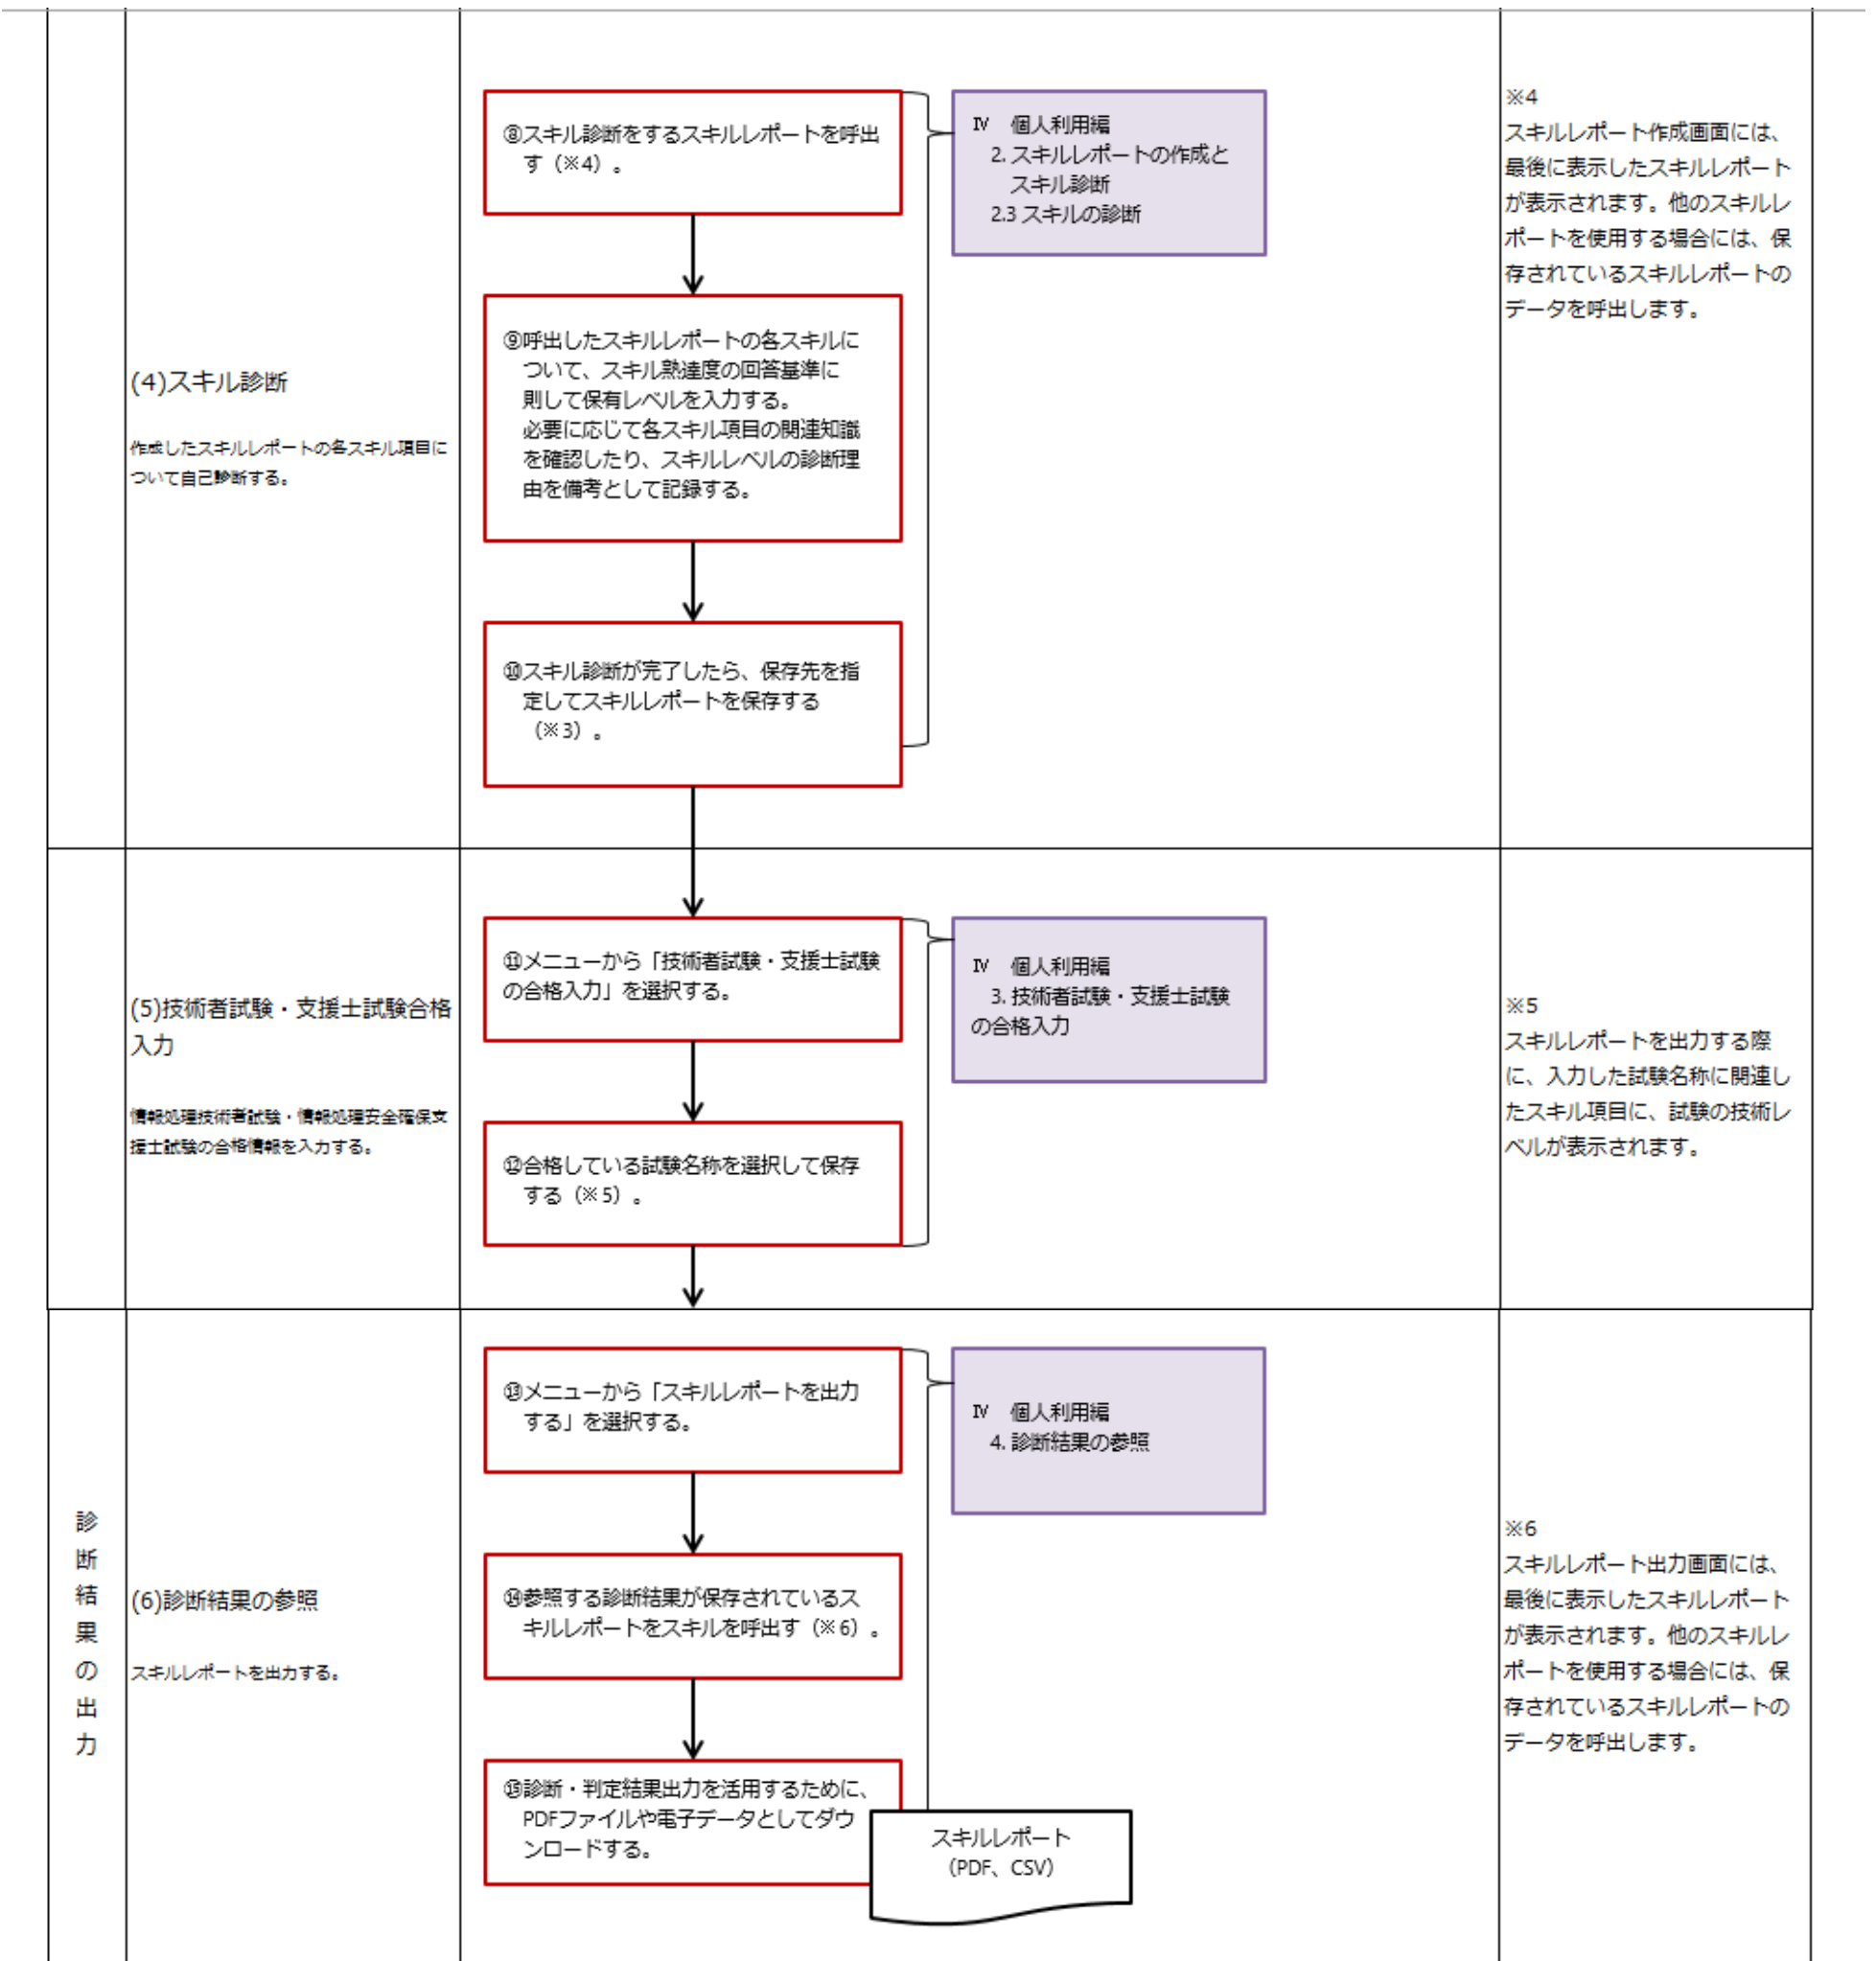 (4)スキル診断
作成したスキルレポートの各スキル項目に
ついて自己診断する。
⑧スキル診断をするスキルレポートを呼出
す（※4）。
⑨呼出したスキルレポートの各スキルに
ついて、スキル熟達度の回答基準に
則して保有レベルを入力する。
必要に応じて各スキル項目の関連知識
を確認したり、スキルレベルの診断理
由を備考として記録する。
⑩スキル診断が完了したら、保存先を指
定してスキルレポートを保存する
（※3）。
Ⅳ　個人利用編
2. スキルレポートの作成と
スキル診断
2.3 スキルの診断
※4
スキルレポート作成画面には、
最後に表示したスキルレポート
が表示されます。他のスキルレ
ポートを使用する場合には、保
存されているスキルレポートの
データを呼出します。
(5)技術者試験・支援士試験合格
入力
情報処理技術者試験・情報処理安全確保支
援士試験の合格情報を入力する。
⑪メニューから「技術者試験・支援士試験
の合格入力」を選択する。
⑫合格している試験名称を選択して保存
する（※5）。
Ⅳ　個人利用編
3. 技術者試験・支援士試験
の合格入力
※5
スキルレポートを出力する際
に、入力した試験名称に関連し
たスキル項目に、試験の技術レ
ベルが表示されます。
診断結果の出力
(6)診断結果の参照
スキルレポートを出力する。
⑬メニューから「スキルレポートを出力
する」を選択する。
⑭参照する診断結果が保存されているス
キルレポートをスキルを呼出す（※6）。
⑮診断・判定結果出力を活用するために、
PDFファイルや電子データとしてダウ
ンロードする。
Ⅳ　個人利用編
4. 診断結果の参照
スキルレポート
（PDF、CSV）
※6
スキルレポート出力画面には、
最後に表示したスキルレポート
が表示されます。他のスキルレ
ポートを使用する場合には、保
存されているスキルレポートの
データを呼出します。